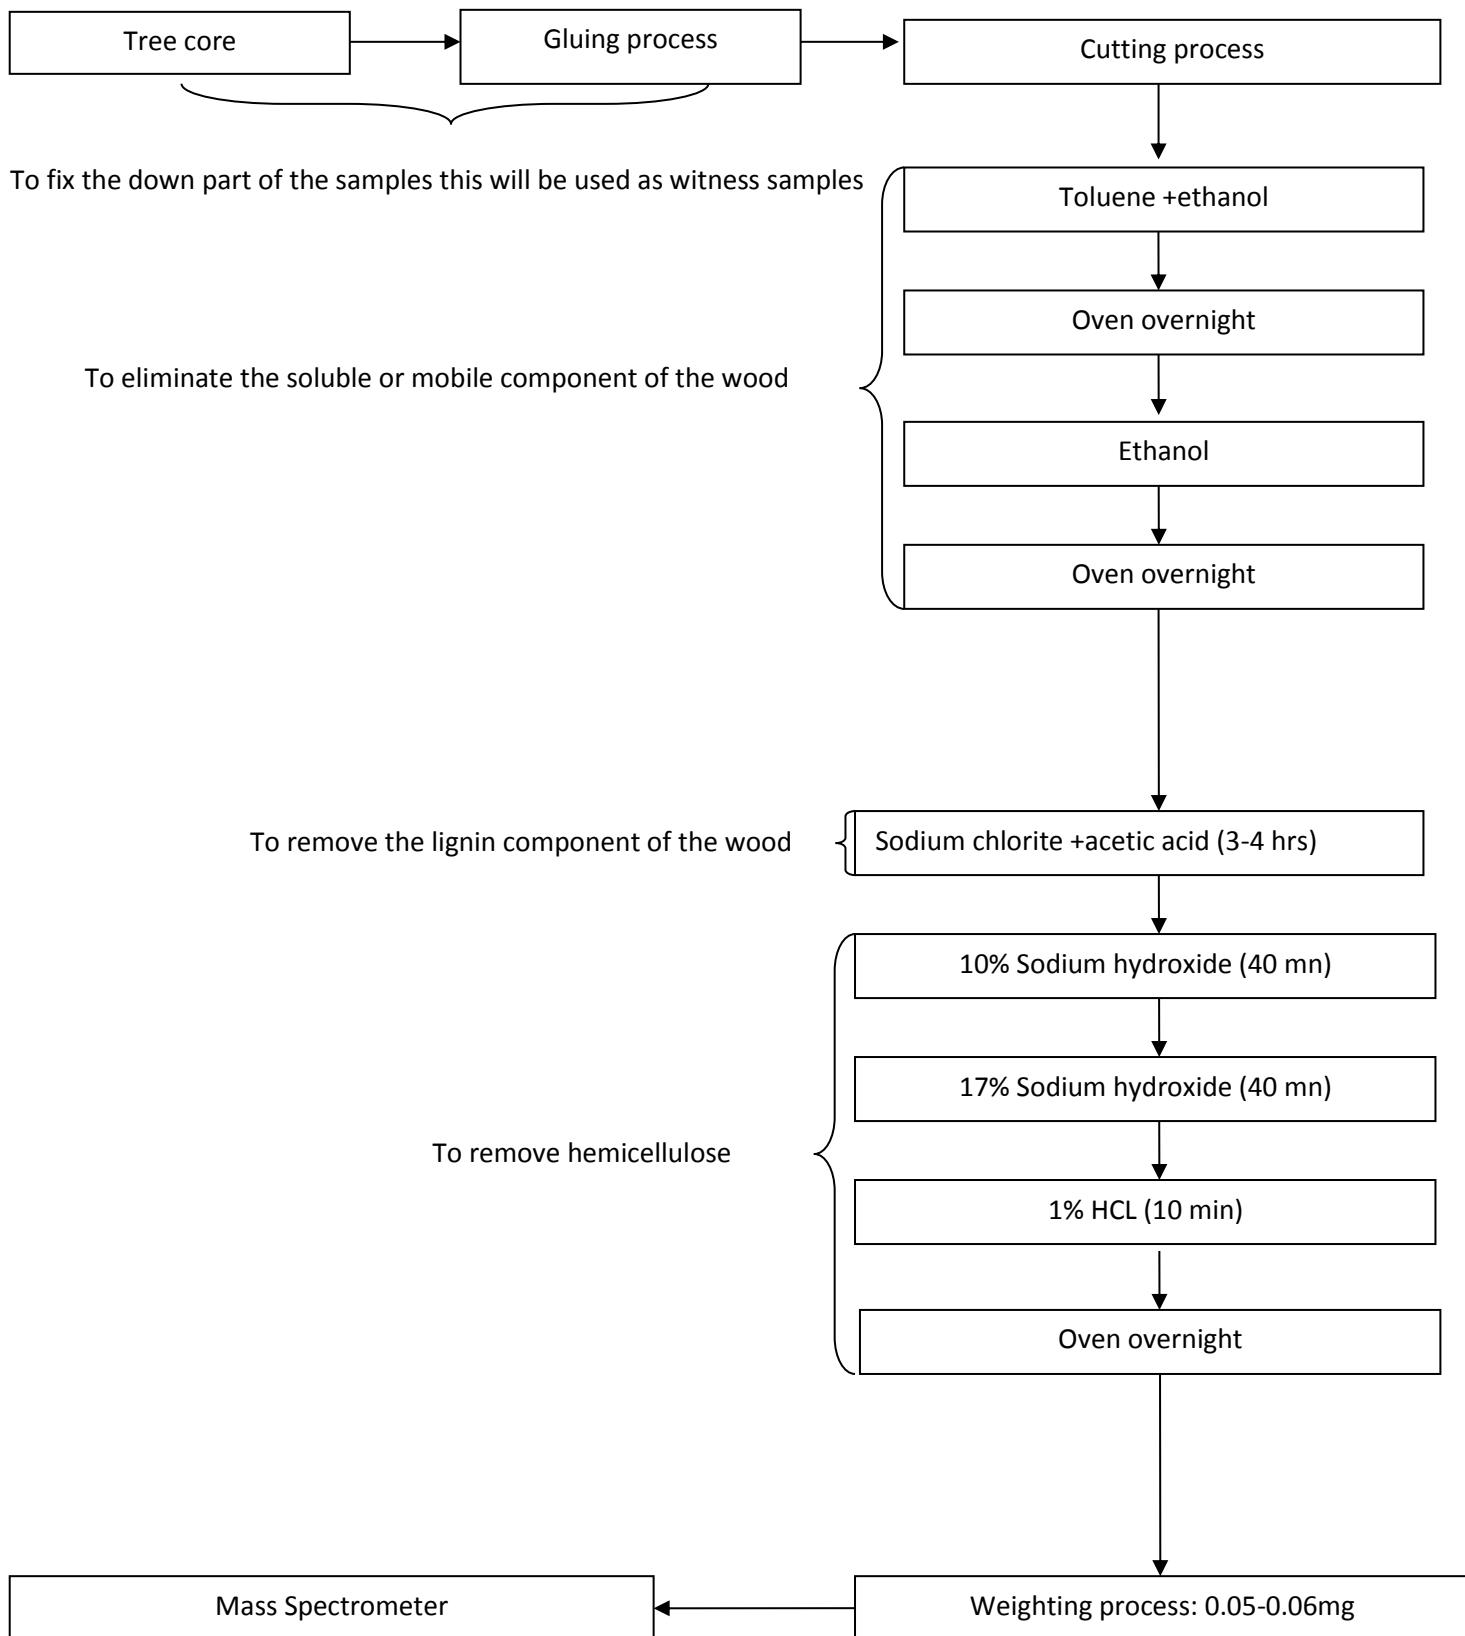 Tree core
Gluing process
Cutting process
To fix the down part of the samples this will be used as witness samples
Toluene +ethanol
Oven overnight
To eliminate the soluble or mobile component of the wood
Ethanol
Oven overnight
To remove the lignin component of the wood
Sodium chlorite +acetic acid (3-4 hrs)
10% Sodium hydroxide (40 mn)
17% Sodium hydroxide (40 mn)
To remove hemicellulose
1% HCL (10 min)
Oven overnight
Mass Spectrometer
Weighting process: 0.05-0.06mg